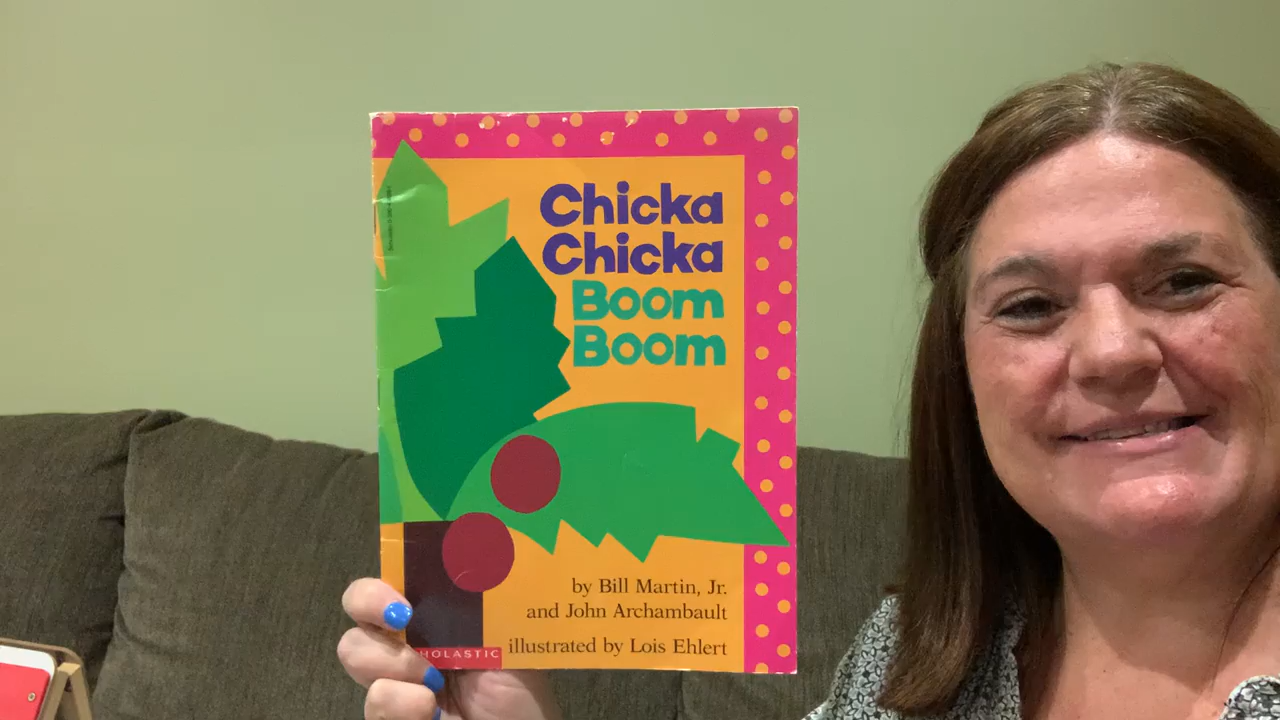 Chicka
Chicka
Boom
Boom
by Bill Martin, Jr.
and John Archambault
illustrated by Lois Ehlert